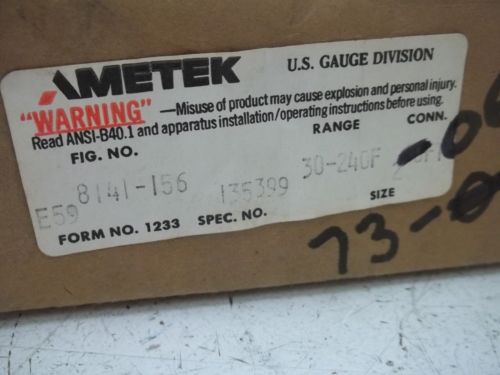 AMETEK
U.S. GAUGE DIVISION
"WARNING" —Misuse of product may cause explosion and personal injury.
Read ANSI-B40.1 and apparatus installation/operating instructions before using.
FIG. NO. RANGE CONN.
8141-156 135399 30-240F
E59 SIZE
FORM NO. 1233 SPEC. NO.